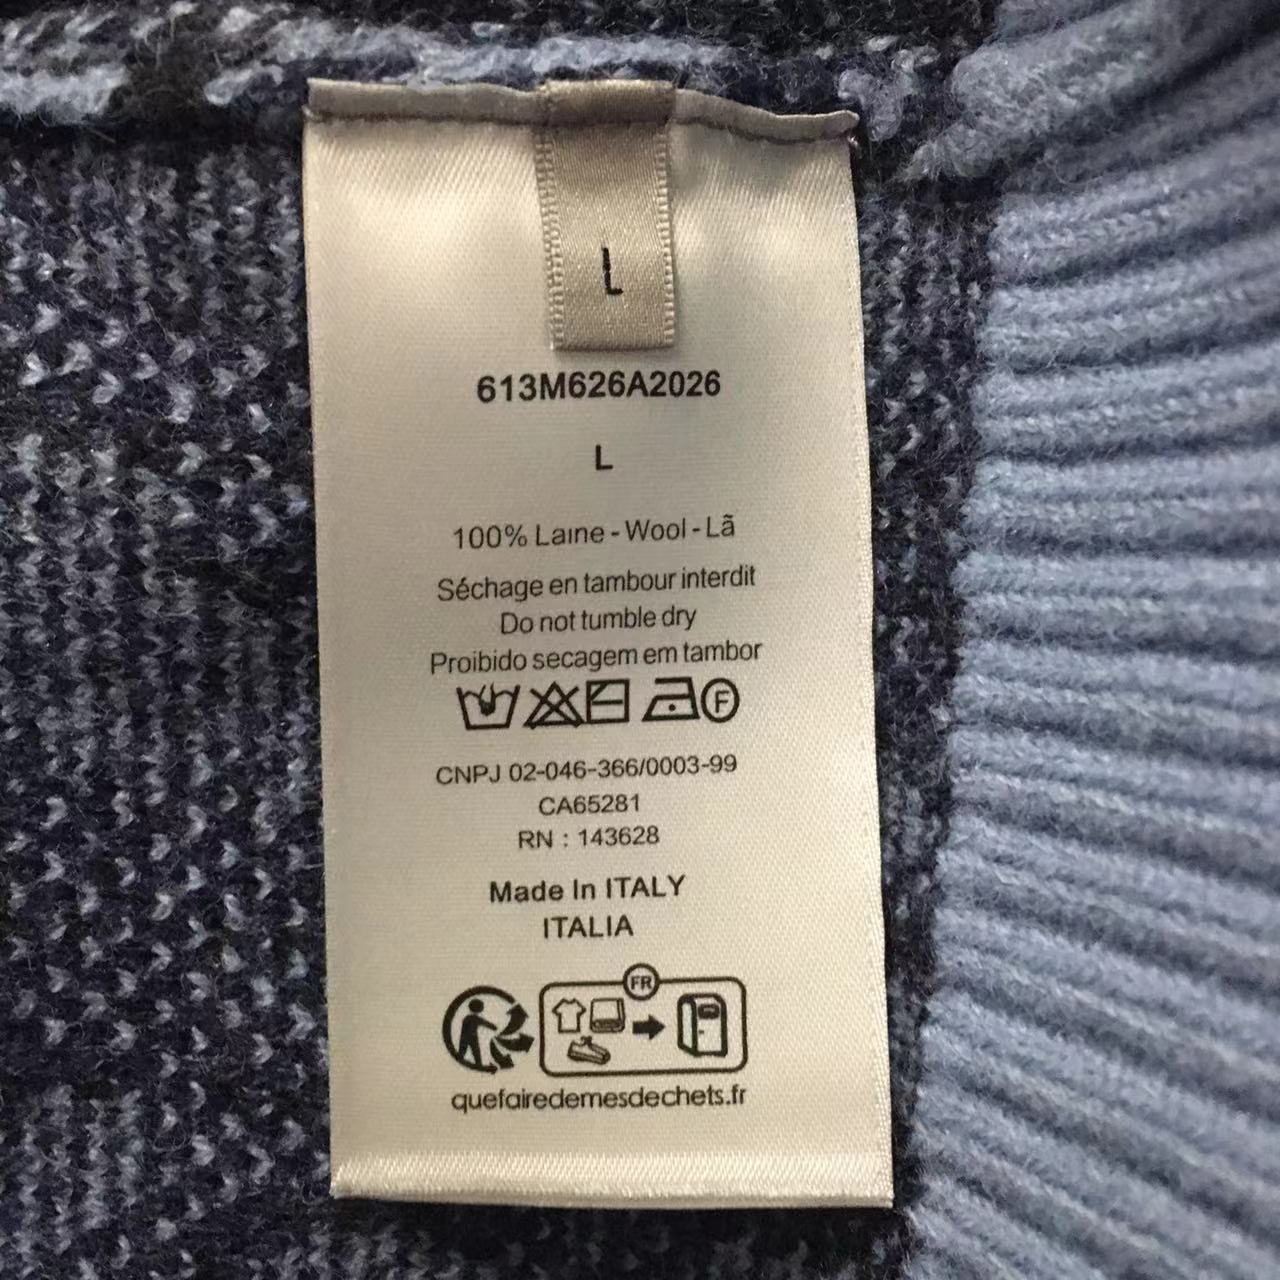 L
613M626A2026
L
100% Laine - Wool - Lã
Séchage en tambour interdit
Do not tumble dry
Proibido secagem em tambor
F
CNPJ 02-046-366/0003-99
CA65281
RN : 143628
Made In ITALY
ITALIA
FR
quefairedemesdechets.fr